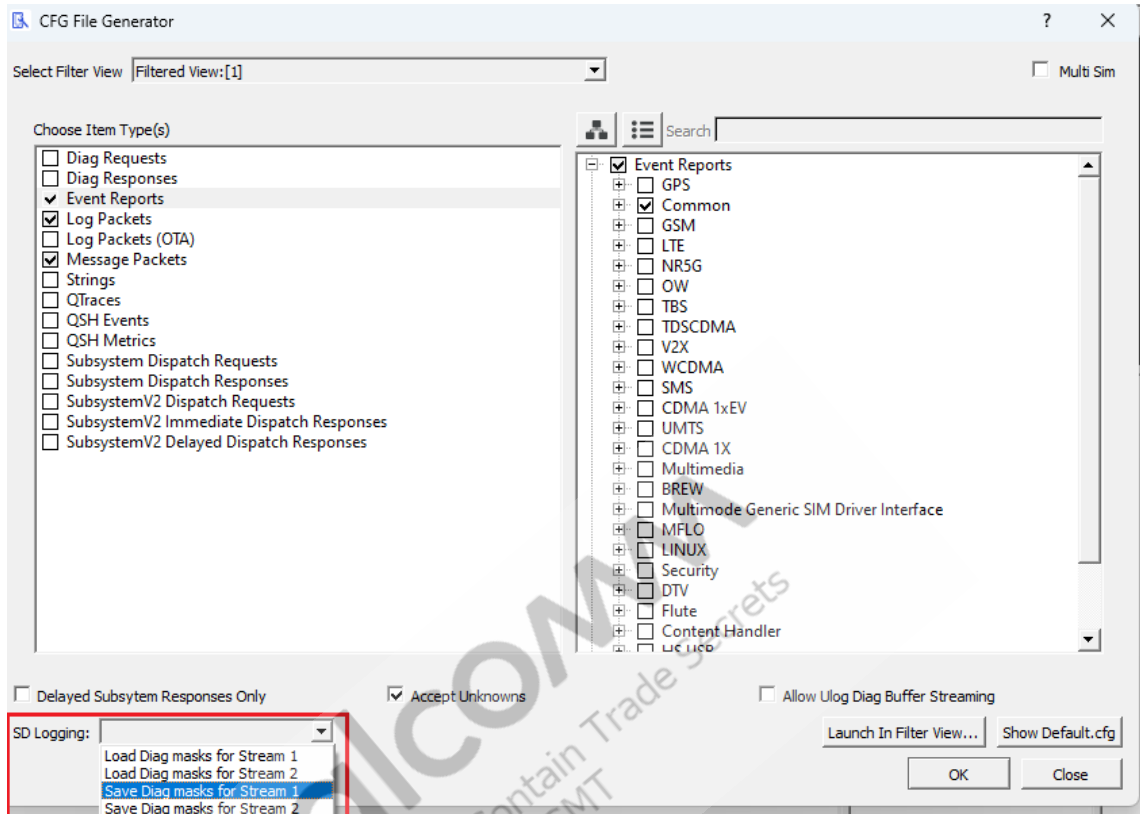 CFG File Generator
?
Select Filter View
Filtered View:[1]
Multi Sim
Choose Item Type(s)
Search
Diag Requests
Diag Responses
Event Reports
Log Packets
Log Packets (OTA)
Message Packets
Strings
QTraces
QSH Events
QSH Metrics
Subsystem Dispatch Requests
Subsystem Dispatch Responses
SubsystemV2 Dispatch Requests
SubsystemV2 Immediate Dispatch Responses
SubsystemV2 Delayed Dispatch Responses
Event Reports
GPS
Common
GSM
LTE
NR5G
OW
TBS
TDSCDMA
V2X
WCDMA
SMS
CDMA 1xEV
UMTS
CDMA 1X
Multimedia
BREW
Multimode Generic SIM Driver Interface
MFLO
LINUX
Security
DTV
Flute
Content Handler
HS USB
Delayed Subsytem Responses Only
Accept Unknowns
Allow Ulog Diag Buffer Streaming
SD Logging:
Load Diag masks for Stream 1
Load Diag masks for Stream 2
Save Diag masks for Stream 1
Save Diag masks for Stream 2
Launch In Filter View...
Show Default.cfg
OK
Close
alcomm
ontain Trade Secrets